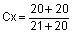 Cx = (20 + 20) / (21 + 20)